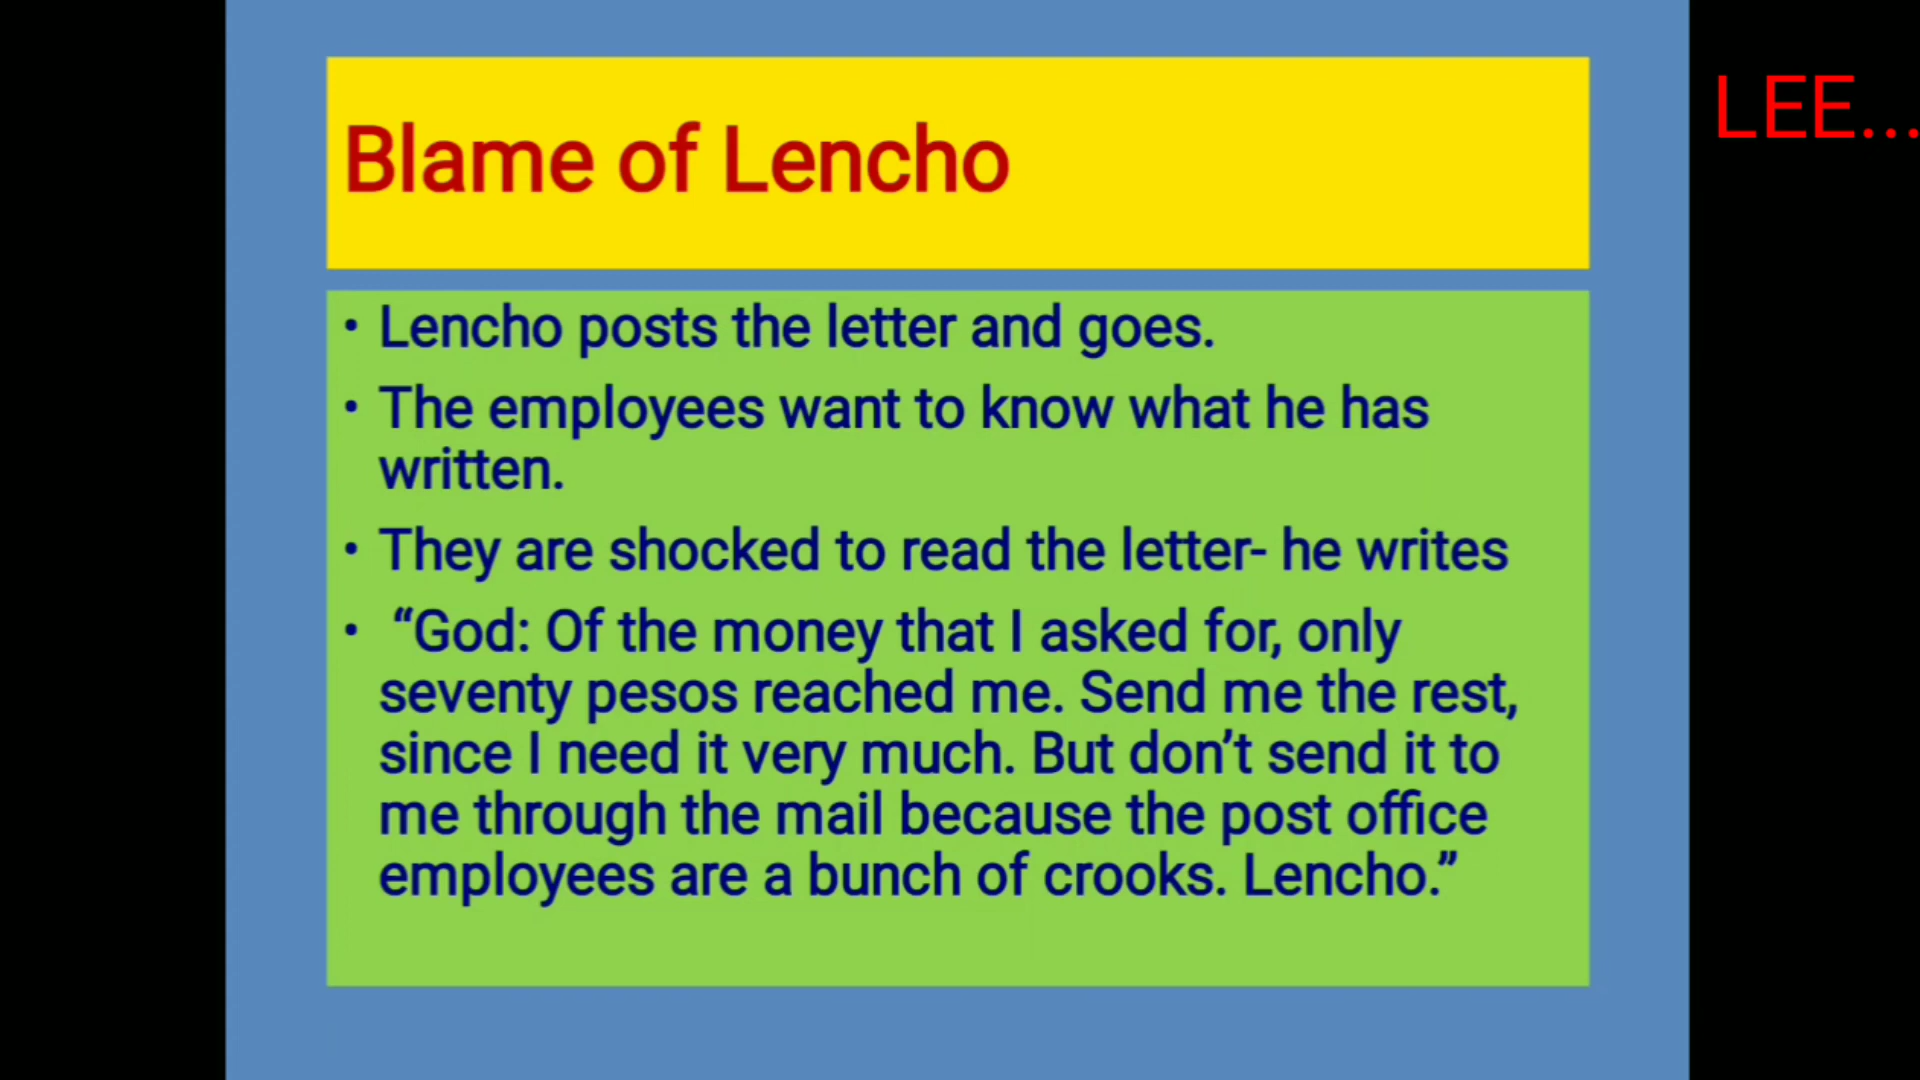 Blame of Lencho
LEE...
• Lencho posts the letter and goes.
• The employees want to know what he has
written.
• They are shocked to read the letter- he writes
• “God: Of the money that I asked for, only
seventy pesos reached me. Send me the rest,
since I need it very much. But don’t send it to
me through the mail because the post office
employees are a bunch of crooks. Lencho.”